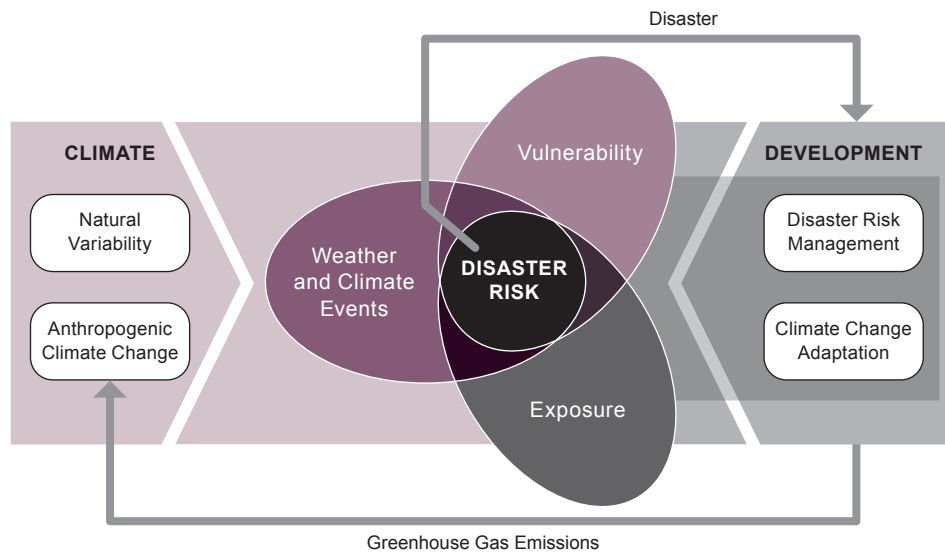 Disaster
CLIMATE
Natural
Variability
Anthropogenic
Climate Change
Weather
and Climate
Events
Vulnerability
DISASTER
RISK
Exposure
DEVELOPMENT
Disaster Risk
Management
Climate Change
Adaptation
Greenhouse Gas Emissions